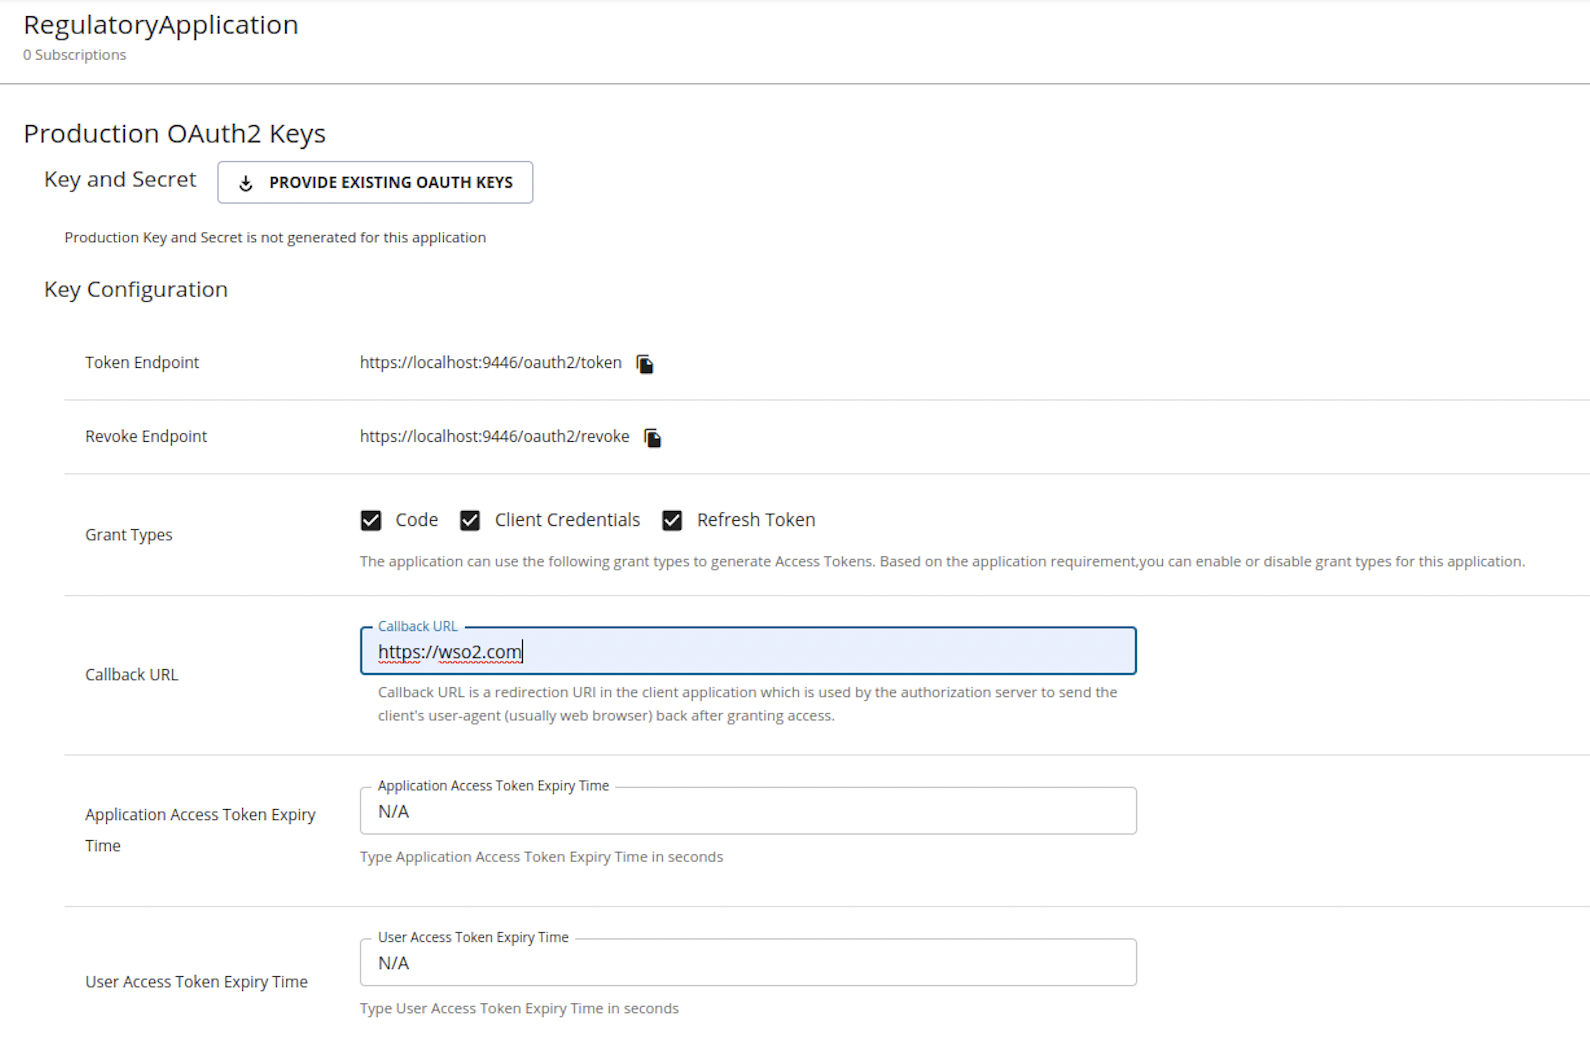 RegulatoryApplication
0 Subscriptions
Production OAuth2 Keys
Key and Secret
PROVIDE EXISTING OAUTH KEYS
Production Key and Secret is not generated for this application
Key Configuration
Token Endpoint
https://localhost:9446/oauth2/token
Revoke Endpoint
https://localhost:9446/oauth2/revoke
Grant Types
Code
Client Credentials
Refresh Token
The application can use the following grant types to generate Access Tokens. Based on the application requirement,you can enable or disable grant types for this application.
Callback URL
Callback URL
https://wso2.com
Callback URL is a redirection URI in the client application which is used by the authorization server to send the
client's user-agent (usually web browser) back after granting access.
Application Access Token Expiry
Time
Application Access Token Expiry Time
N/A
Type Application Access Token Expiry Time in seconds
User Access Token Expiry Time
User Access Token Expiry Time
N/A
Type User Access Token Expiry Time in seconds